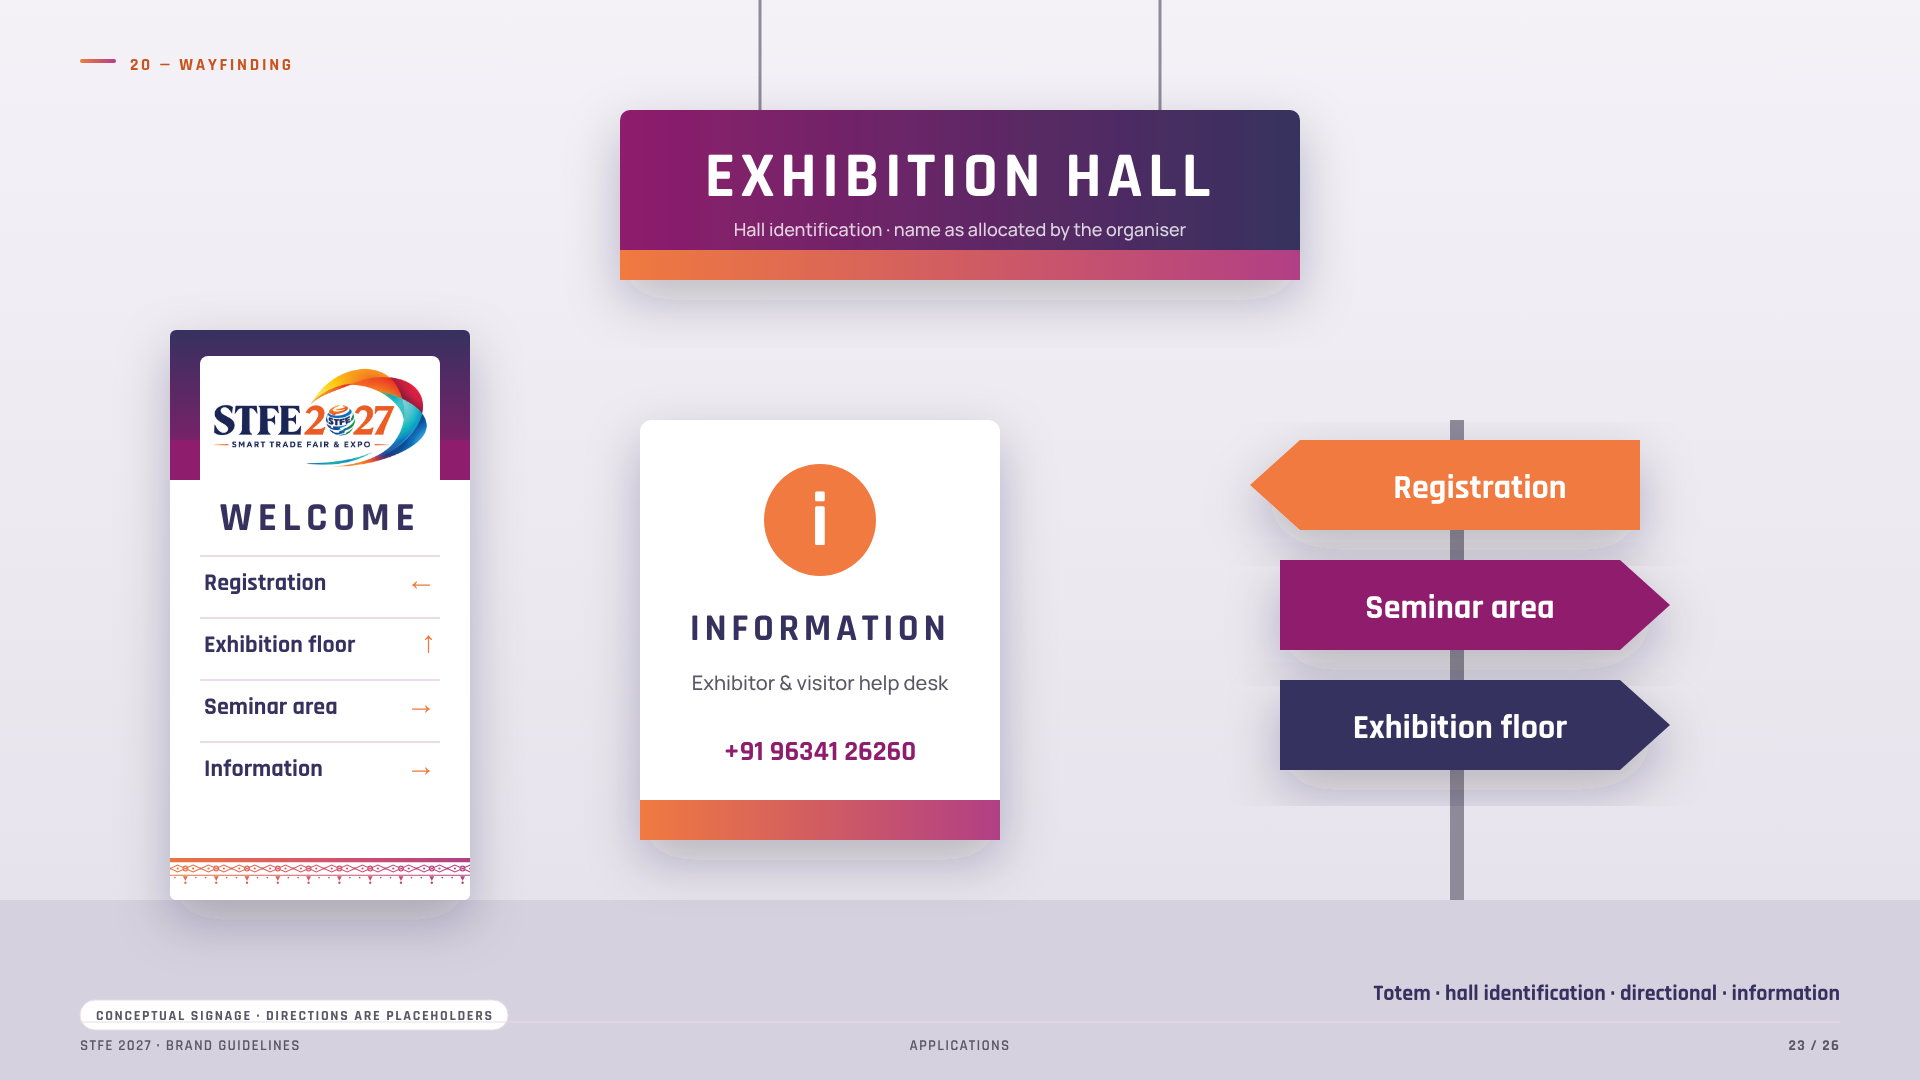 20 — WAYFINDING
EXHIBITION HALL
Hall identification · name as allocated by the organiser
STFE 2027
STFE
SMART TRADE FAIR & EXPO
WELCOME
Registration ←
Exhibition floor ↑
Seminar area →
Information →
i
INFORMATION
Exhibitor & visitor help desk
+91 96341 26260
Registration
Seminar area
Exhibition floor
Totem · hall identification · directional · information
CONCEPTUAL SIGNAGE · DIRECTIONS ARE PLACEHOLDERS
STFE 2027 · BRAND GUIDELINES
APPLICATIONS
23 / 26